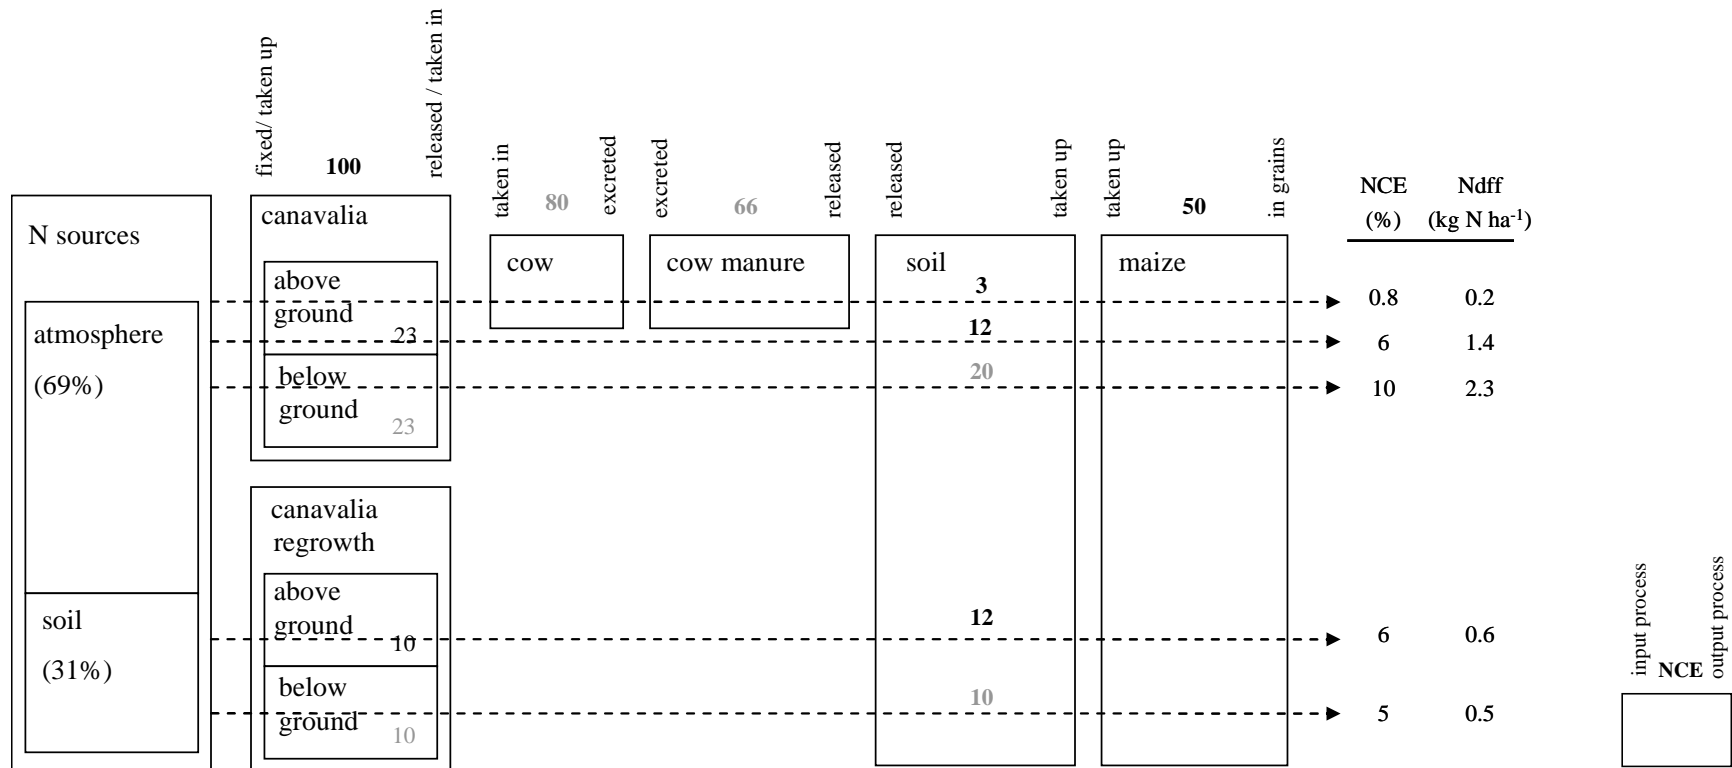 fixed/ taken up
100
released / taken in
taken in
80
excreted
excreted
66
released
released
taken up
taken up
50
in grains
NCE
(%)
Ndff
(kg N ha-1)
N sources
atmosphere
(69%)
soil
(31%)
canavalia
above
ground
23
below
ground
23
cow
cow manure
soil
3
12
20
maize
0.8 0.2
6 1.4
10 2.3
canavalia
regrowth
above
ground
10
below
ground
10
12
10
6 0.6
5 0.5
input process
NCE
output process